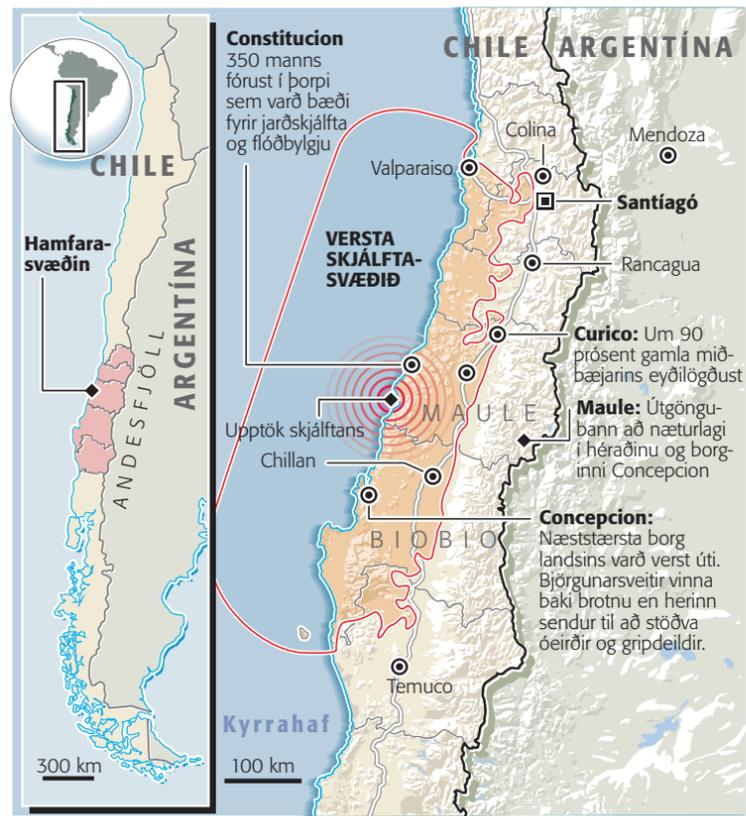 CHILE
Hamfara-
svæðin
ARGENTÍNA
ANDESFJÖLL
300 km
Constitucion
350 manns
fórust í þorpi
sem varð bæði
fyrir jarðskjálfta
og flóðbylgju
CHILE
ARGENTÍNA
Colina
Mendoza
Valparaiso
Santíagó
VERSTA
SKJÁLFTA-
SVÆÐIÐ
Rancagua
Curico: Um 90
prósent gamla mið-
bæjarins eyðilögðust
MAULE
Maule: Útgöngu-
bann að næturlagi
í héraðinu og borg-
inni Concepcion
Upptök skjálftans
Chillan
BIOBIO
Concepcion:
Næststærsta borg
landsins varð verst úti.
Björgunarsveitir vinna
baki brotnu en herinn
sendur til að stöðva
óeirðir og gripdeildir.
Temuco
Kyrrahaf
100 km